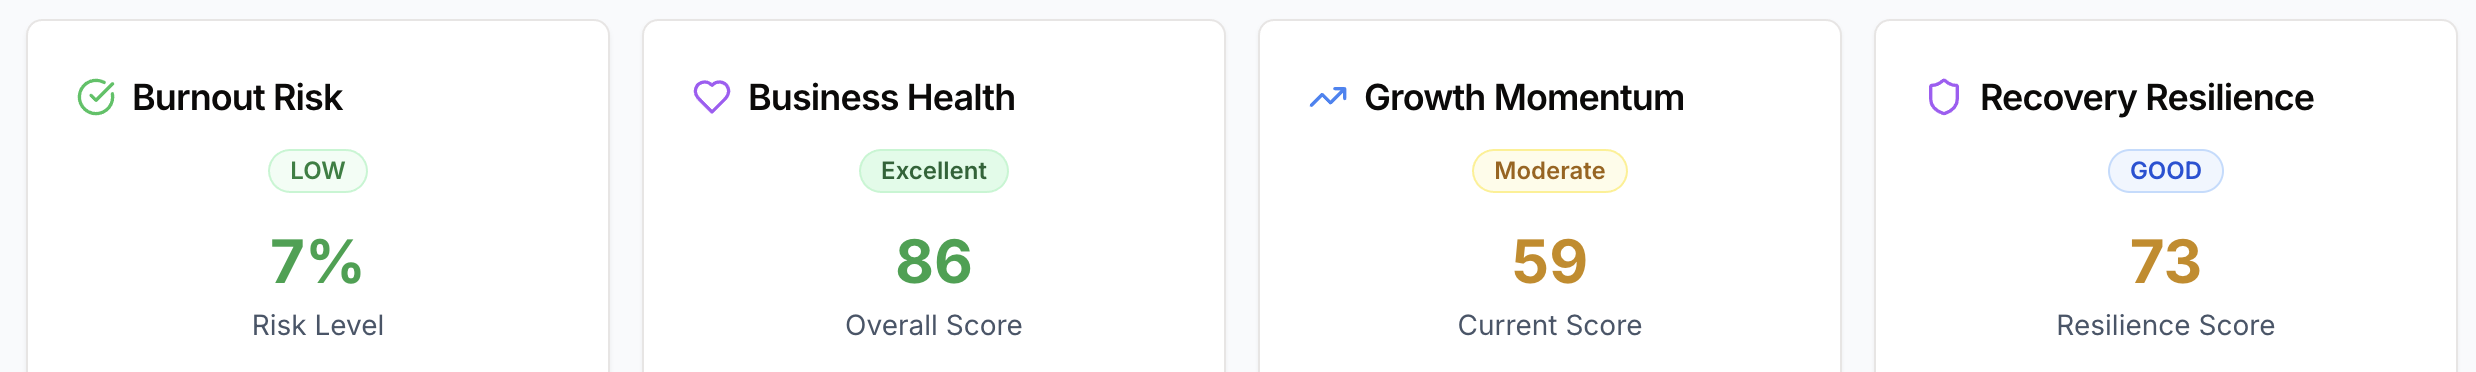 Burnout Risk
LOW
7%
Risk Level
Business Health
Excellent
86
Overall Score
Growth Momentum
Moderate
59
Current Score
Recovery Resilience
GOOD
73
Resilience Score